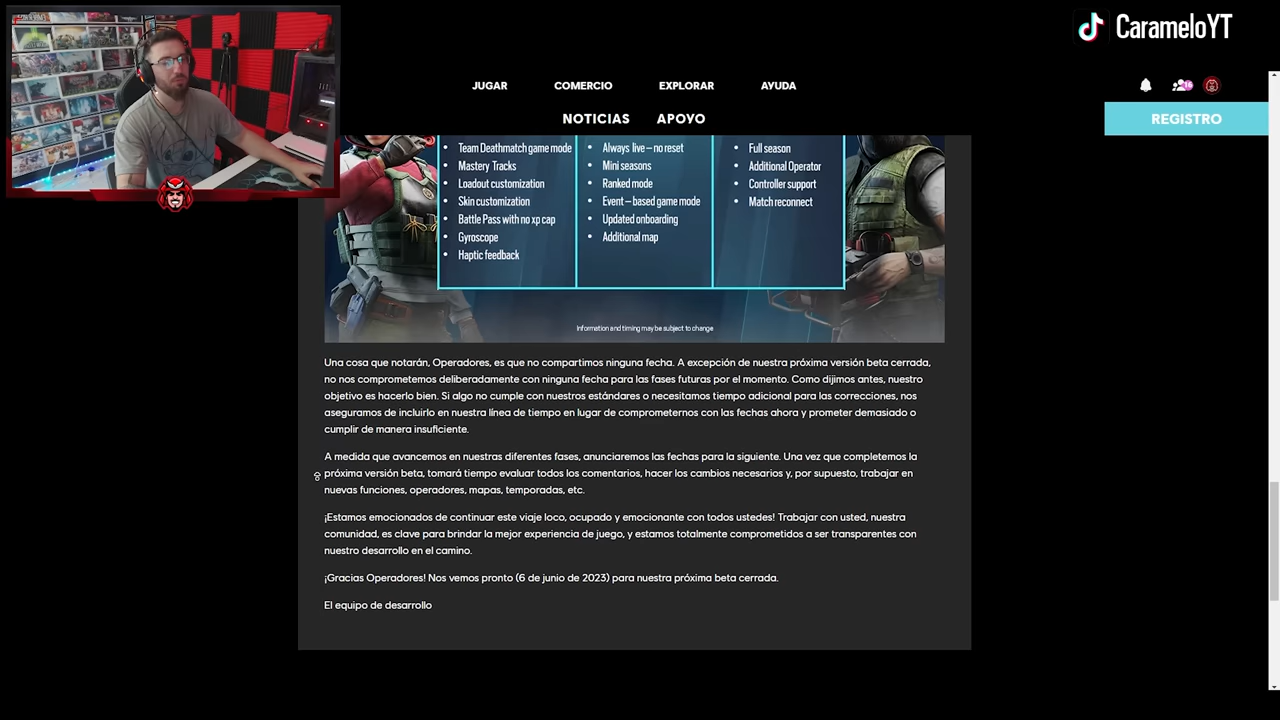 CarameloYT
JUGAR
COMERCIO
EXPLORAR
AYUDA
NOTICIAS
APOYO
REGISTRO
Team Deathmatch game mode
Mastery Tracks
Loadout customization
Skin customization
Battle Pass with no xp cap
Gyroscope
Haptic feedback
Always live – no reset
Mini seasons
Ranked mode
Event – based game mode
Updated onboarding
Additional map
Full season
Additional Operator
Controller support
Match reconnect
Information and timing may be subject to change
Una cosa que notarán, Operadores, es que no compartimos ninguna fecha. A excepción de nuestra próxima versión beta cerrada,
no nos comprometemos deliberadamente con ninguna fecha para las fases futuras por el momento. Como dijimos antes, nuestro
objetivo es hacerlo bien. Si algo no cumple con nuestros estándares o necesitamos tiempo adicional para las correcciones, nos
aseguramos de incluirlo en nuestra línea de tiempo en lugar de comprometernos con las fechas ahora y prometer demasiado o
cumplir de manera insuficiente.
A medida que avancemos en nuestras diferentes fases, anunciaremos las fechas para la siguiente. Una vez que completemos la
próxima versión beta, tomará tiempo evaluar todos los comentarios, hacer los cambios necesarios y, por supuesto, trabajar en
nuevas funciones, operadores, mapas, temporadas, etc.
¡Estamos emocionados de continuar este viaje loco, ocupado y emocionante con todos ustedes! Trabajar con usted, nuestra
comunidad, es clave para brindar la mejor experiencia de juego, y estamos totalmente comprometidos a ser transparentes con
nuestro desarrollo en el camino.
¡Gracias Operadores! Nos vemos pronto (6 de junio de 2023) para nuestra próxima beta cerrada.
El equipo de desarrollo